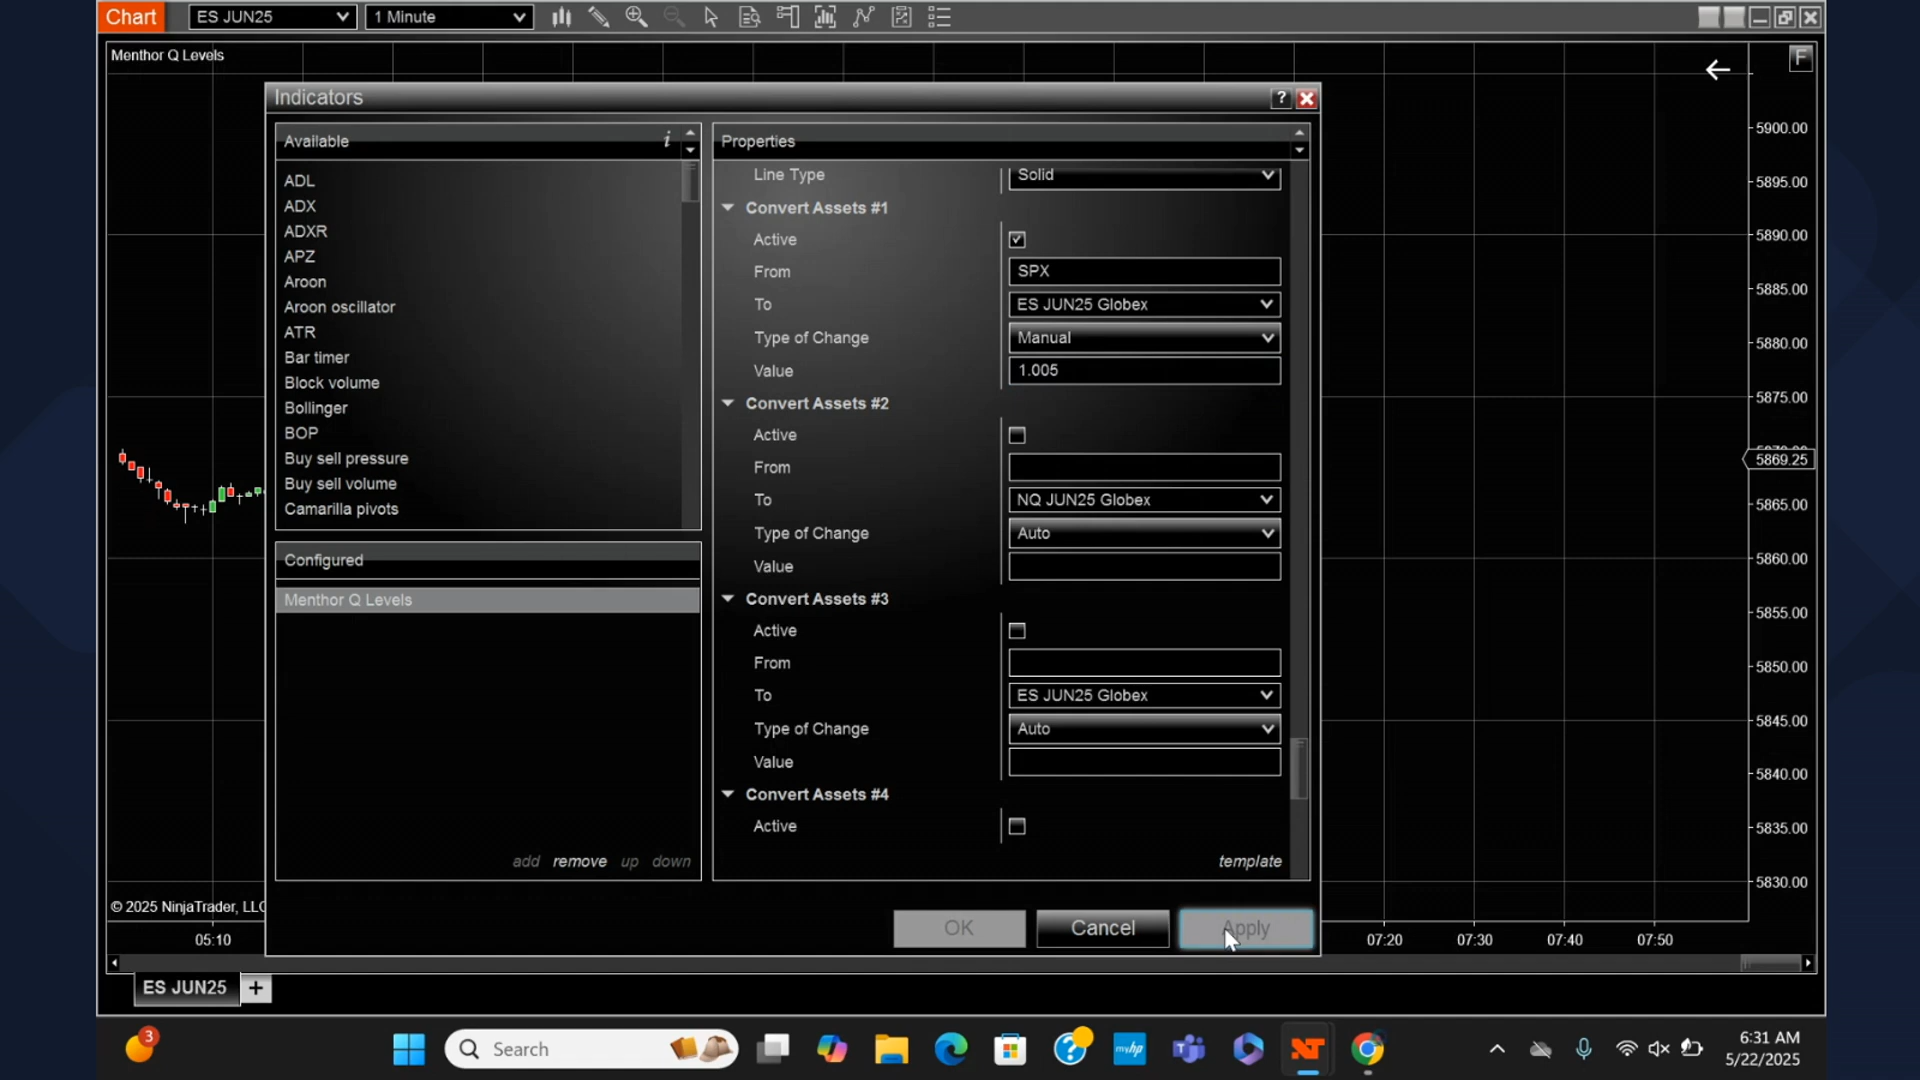 Chart
ES JUN25
1 Minute
Menthor Q Levels
F
Indicators
?
Available
i
ADL
ADX
ADXR
APZ
Aroon
Aroon oscillator
ATR
Bar timer
Block volume
Bollinger
BOP
Buy sell pressure
Buy sell volume
Camarilla pivots
Configured
Menthor Q Levels
add remove up down
Properties
Line Type Solid
Convert Assets #1
Active
From SPX
To ES JUN25 Globex
Type of Change Manual
Value 1.005
Convert Assets #2
Active
From
To NQ JUN25 Globex
Type of Change Auto
Value
Convert Assets #3
Active
From
To ES JUN25 Globex
Type of Change Auto
Value
Convert Assets #4
Active
template
OK
Cancel
Apply
5900.00
5895.00
5890.00
5885.00
5880.00
5875.00
5869.25
5865.00
5860.00
5855.00
5850.00
5845.00
5840.00
5835.00
5830.00
© 2025 NinjaTrader, LLC
05:10
07:20
07:30
07:40
07:50
ES JUN25
+
3
Search
myhp
6:31 AM
5/22/2025